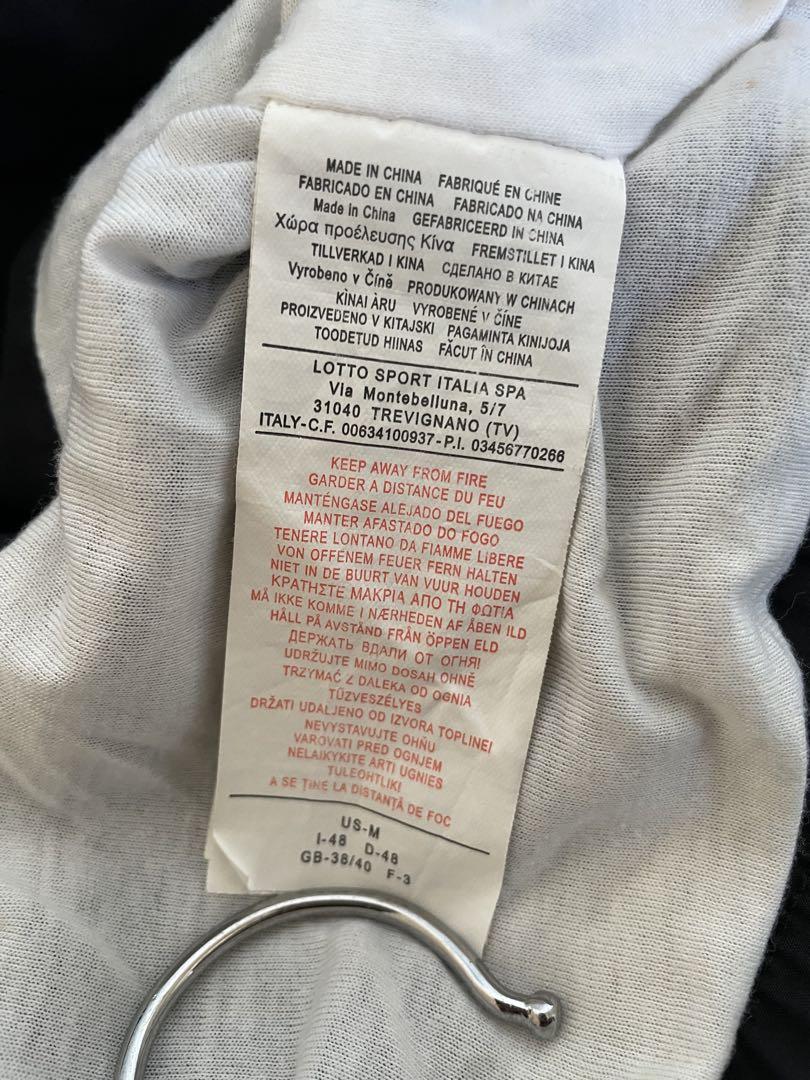 MADE IN CHINA FABRIQUÉ EN CHINE
FABRICADO EN CHINA FABRICADO NA CHINA
Made in China GEFABRICEERD IN CHINA
Χώρα προέλευσης Κίνα FREMSTILLET I KINA
TILLVERKAD I KINA СДЕЛАНО В КИТАЕ
Vyrobeno v Číně PRODUKOWANY W CHINACH
KÌNAI ÀRU VYROBENÉ V ČÍNE
PROIZVEDENO V KITAJSKI PAGAMINTA KINIJOJA
TOODETUD HIINAS FĂCUT ÎN CHINA
LOTTO SPORT ITALIA SPA
Via Montebelluna, 5/7
31040 TREVIGNANO (TV)
ITALY-C.F. 00634100937-P.I. 03456770266
KEEP AWAY FROM FIRE
GARDER A DISTANCE DU FEU
MANTÉNGASE ALEJADO DEL FUEGO
MANTER AFASTADO DO FOGO
TENERE LONTANO DA FIAMME LIBERE
VON OFFENEM FEUER FERN HALTEN
NIET IN DE BUURT VAN VUUR HOUDEN
ΚΡΑΤΗΣΤΕ ΜΑΚΡΙΑ ΑΠΟ ΤΗ ΦΩΤΙΑ
MÅ IKKE KOMME I NÆRHEDEN AF ÅBEN ILD
HÅLL PÅ AVSTÅND FRÅN ÖPPEN ELD
ДЕРЖАТЬ ВДАЛИ ОТ ОГНЯ!
UDRŽUJTE MIMO DOSAH OHNĚ
TRZYMAĆ Z DALEKA OD OGNIA
TŰZVESZÉLYES
DRŽATI UDALJENO OD IZVORA TOPLINEI
NEVYSTAVUJTE OHŇU
VAROVATI PRED OGNJEM
NELAIKYKITE ARTI UGNIES
TULEOHTLIK!
A SE ȚINE LA DISTANȚĂ DE FOC
US-M
I-48 D-48
GB-38/40 F-3